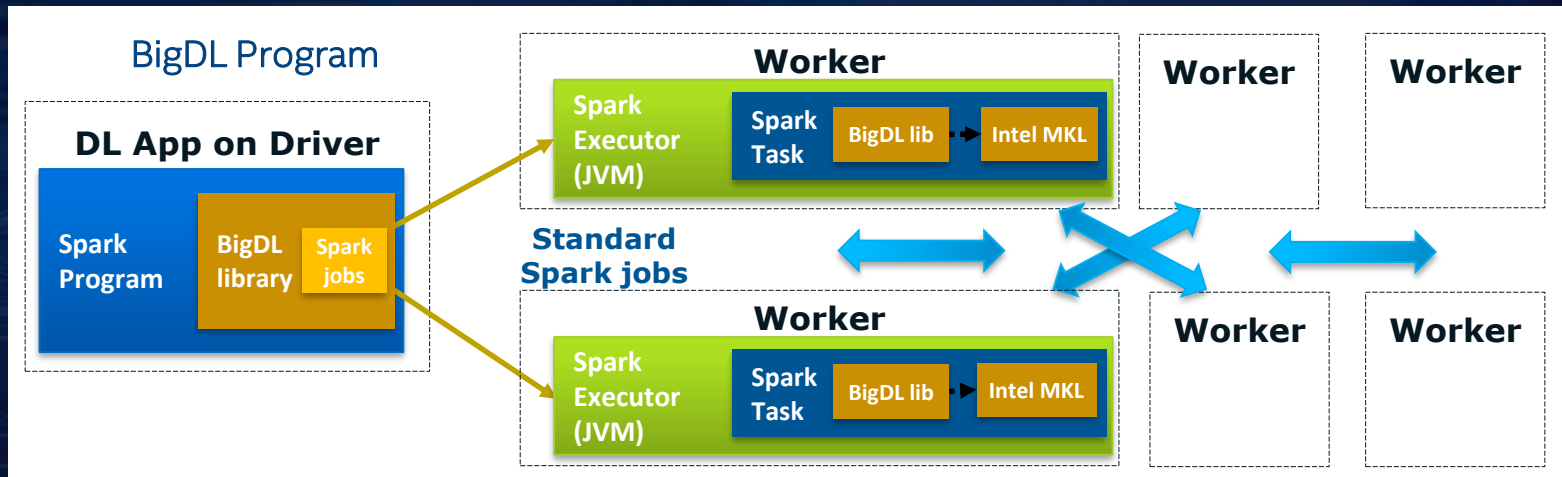 BigDL Program
DL App on Driver
Spark
Program
BigDL
library
Spark
jobs
Worker
Spark
Executor
(JVM)
Spark
Task
BigDL lib
Intel MKL
Worker
Worker
Standard
Spark jobs
Worker
Spark
Executor
(JVM)
Spark
Task
BigDL lib
Intel MKL
Worker
Worker